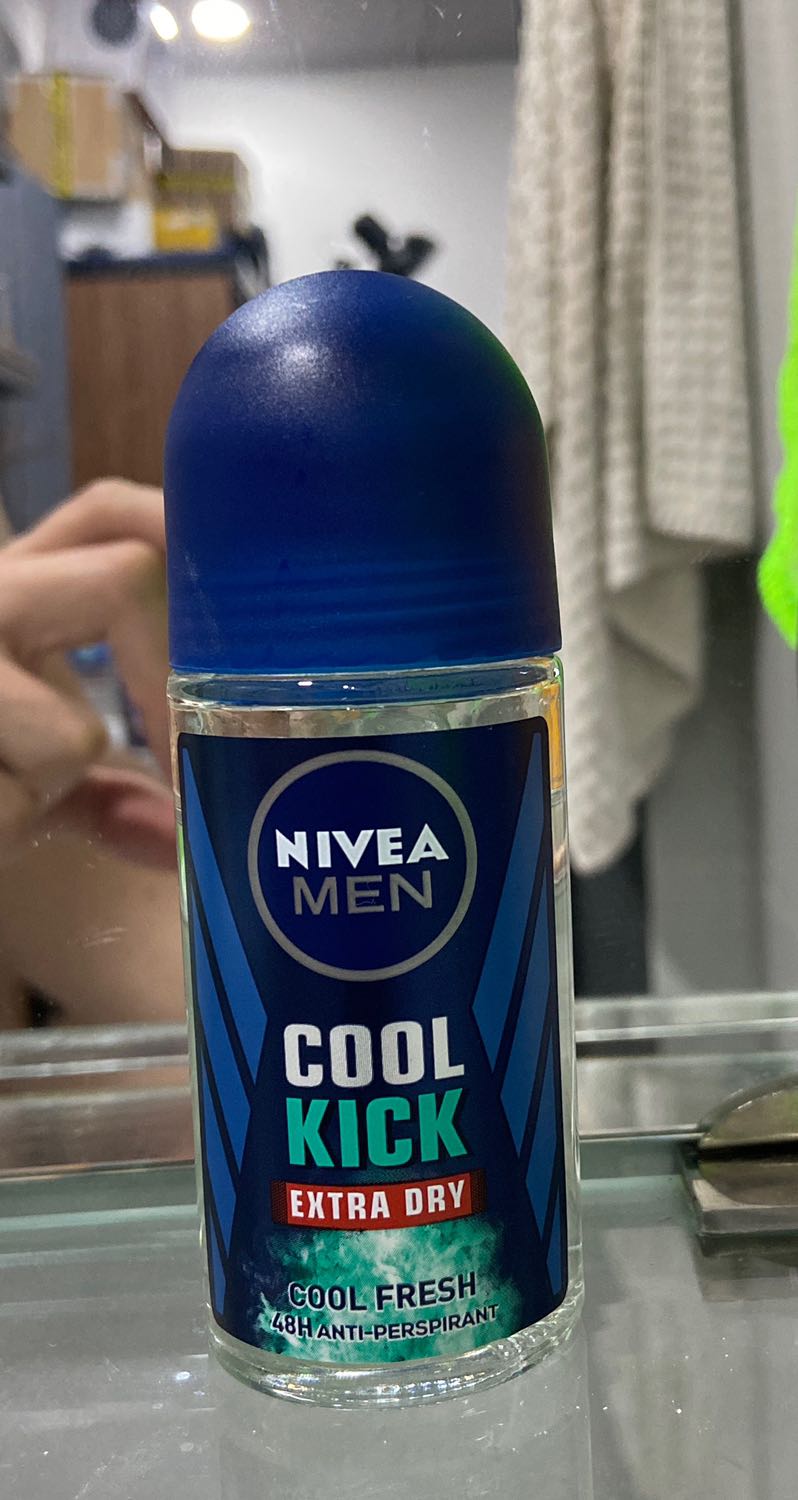 NIVEA
MEN
COOL
KICK
EXTRA DRY
COOL FRESH
48H ANTI-PERSPIRANT